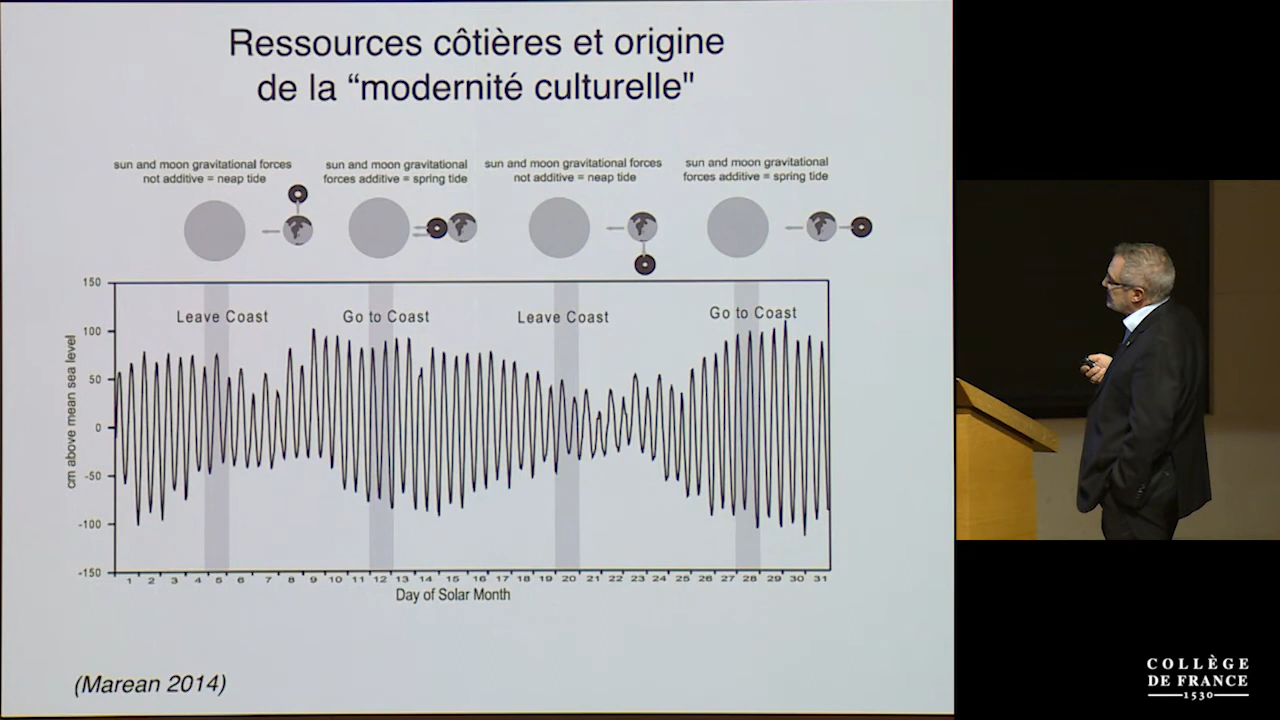 Ressources côtières et origine
de la “modernité culturelle"
sun and moon gravitational forces
not additive = neap tide
sun and moon gravitational
forces additive = spring tide
sun and moon gravitational forces
not additive = neap tide
sun and moon gravitational
forces additive = spring tide
150
100
50
0
-50
-100
-150
cm above mean sea level
Leave Coast
Go to Coast
Leave Coast
Go to Coast
1 2 3 4 5 6 7 8 9 10 11 12 13 14 15 16 17 18 19 20 21 22 23 24 25 26 27 28 29 30 31
Day of Solar Month
(Marean 2014)
COLLÈGE
DE FRANCE
1530